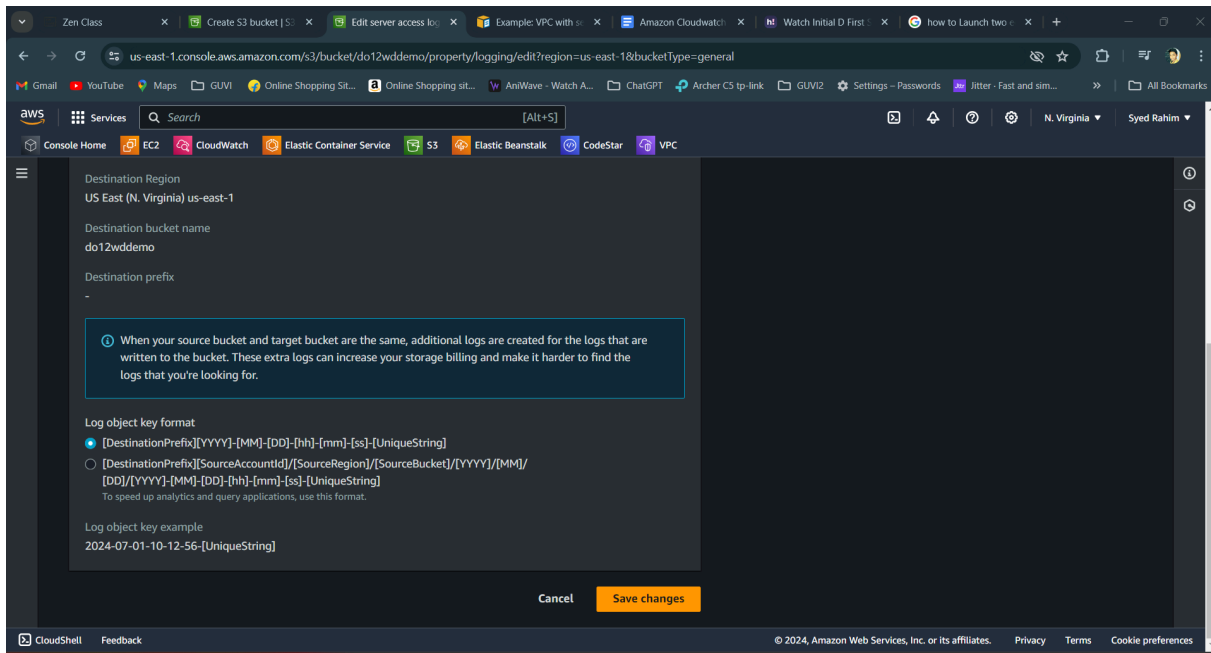 Zen Class
Create S3 bucket | S3
Edit server access log
Example: VPC with se
Amazon Cloudwatch
Watch Initial D First S
how to Launch two e
us-east-1.console.aws.amazon.com/s3/bucket/do12wddemo/property/logging/edit?region=us-east-1&bucketType=general
Gmail YouTube Maps GUVI Online Shopping Sit... Online Shopping sit... AniWave - Watch A... ChatGPT Archer C5 tp-link GUVI2 Settings – Passwords Jitter - Fast and sim... » All Bookmarks
aws Services Search [Alt+S] N. Virginia Syed Rahim
Console Home EC2 CloudWatch Elastic Container Service S3 Elastic Beanstalk CodeStar VPC
Destination Region
US East (N. Virginia) us-east-1
Destination bucket name
do12wddemo
Destination prefix
-
When your source bucket and target bucket are the same, additional logs are created for the logs that are
written to the bucket. These extra logs can increase your storage billing and make it harder to find the
logs that you're looking for.
Log object key format
[DestinationPrefix][YYYY]-[MM]-[DD]-[hh]-[mm]-[ss]-[UniqueString]
[DestinationPrefix][SourceAccountId]/[SourceRegion]/[SourceBucket]/[YYYY]/[MM]/
[DD]/[YYYY]-[MM]-[DD]-[hh]-[mm]-[ss]-[UniqueString]
To speed up analytics and query applications, use this format.
Log object key example
2024-07-01-10-12-56-[UniqueString]
Cancel Save changes
CloudShell Feedback © 2024, Amazon Web Services, Inc. or its affiliates. Privacy Terms Cookie preferences